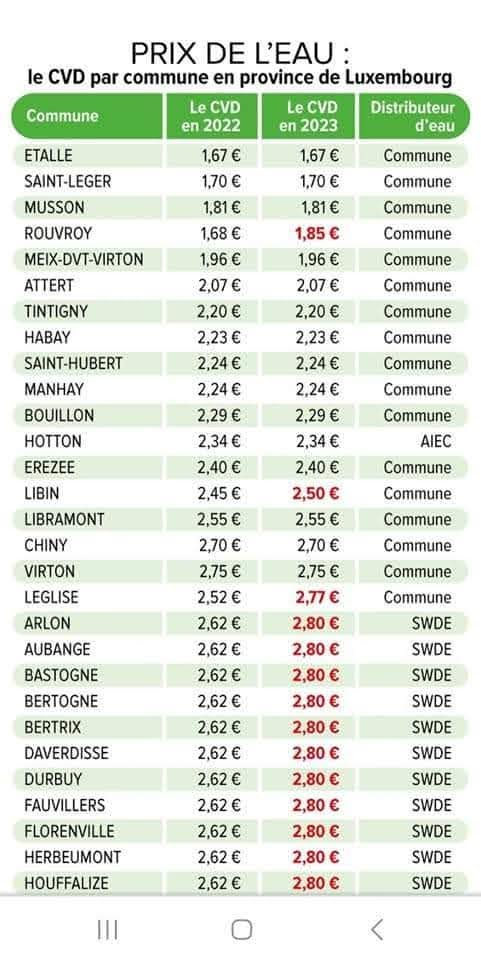 PRIX DE L'EAU :
le CVD par commune en province de Luxembourg
Commune Le CVD en 2022 Le CVD en 2023 Distributeur d'eau
ETALLE 1,67 € 1,67 € Commune
SAINT-LEGER 1,70 € 1,70 € Commune
MUSSON 1,81 € 1,81 € Commune
ROUVROY 1,68 € 1,85 € Commune
MEIX-DVT-VIRTON 1,96 € 1,96 € Commune
ATTERT 2,07 € 2,07 € Commune
TINTIGNY 2,20 € 2,20 € Commune
HABAY 2,23 € 2,23 € Commune
SAINT-HUBERT 2,24 € 2,24 € Commune
MANHAY 2,24 € 2,24 € Commune
BOUILLON 2,29 € 2,29 € Commune
HOTTON 2,34 € 2,34 € AIEC
EREZEE 2,40 € 2,40 € Commune
LIBIN 2,45 € 2,50 € Commune
LIBRAMONT 2,55 € 2,55 € Commune
CHINY 2,70 € 2,70 € Commune
VIRTON 2,75 € 2,75 € Commune
LEGLISE 2,52 € 2,77 € Commune
ARLON 2,62 € 2,80 € SWDE
AUBANGE 2,62 € 2,80 € SWDE
BASTOGNE 2,62 € 2,80 € SWDE
BERTOGNE 2,62 € 2,80 € SWDE
BERTRIX 2,62 € 2,80 € SWDE
DAVERDISSE 2,62 € 2,80 € SWDE
DURBUY 2,62 € 2,80 € SWDE
FAUVILLERS 2,62 € 2,80 € SWDE
FLORENVILLE 2,62 € 2,80 € SWDE
HERBEUMONT 2,62 € 2,80 € SWDE
HOUFFALIZE 2,62 € 2,80 € SWDE